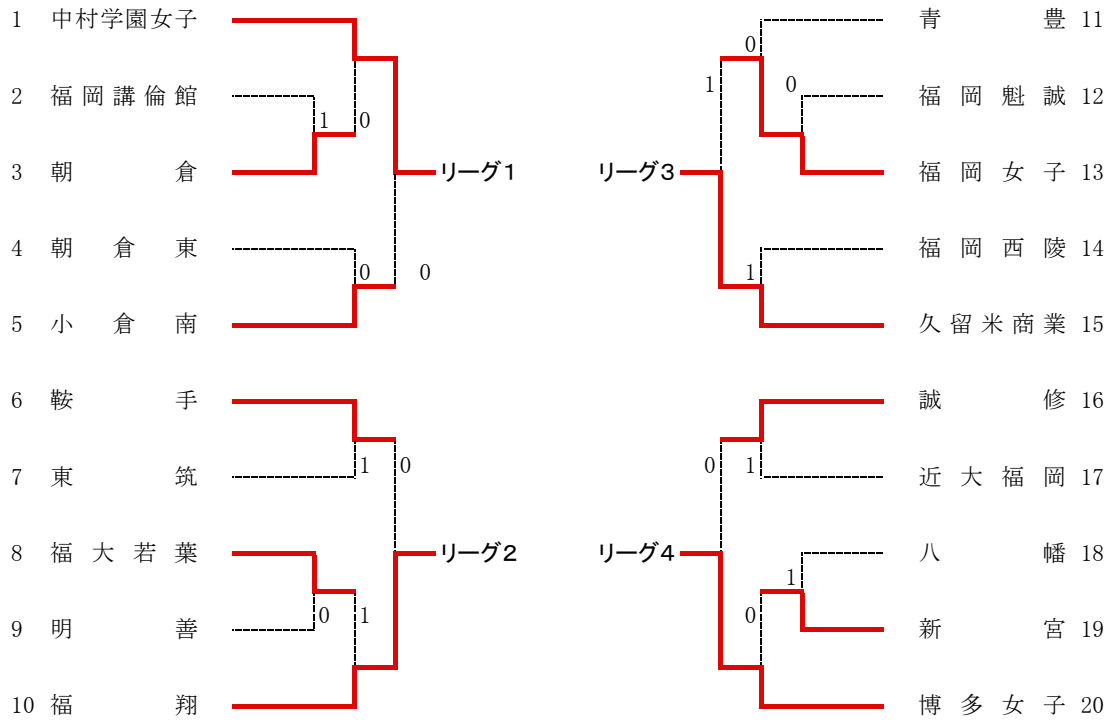 1 中村学園女子
2 福岡講倫館
1 0
3 朝倉
リーグ1
4 朝倉東
0 0
5 小倉南
6 鞍手
1 0
7 東筑
8 福大若葉
リーグ2
0 1
9 明善
10 福翔
青豊 11
0
1 0
福岡魁誠 12
リーグ3
福岡女子 13
福岡西陵 14
1
久留米商業 15
誠修 16
0 1
近大福岡 17
リーグ4
八幡 18
1
0
新宮 19
博多女子 20